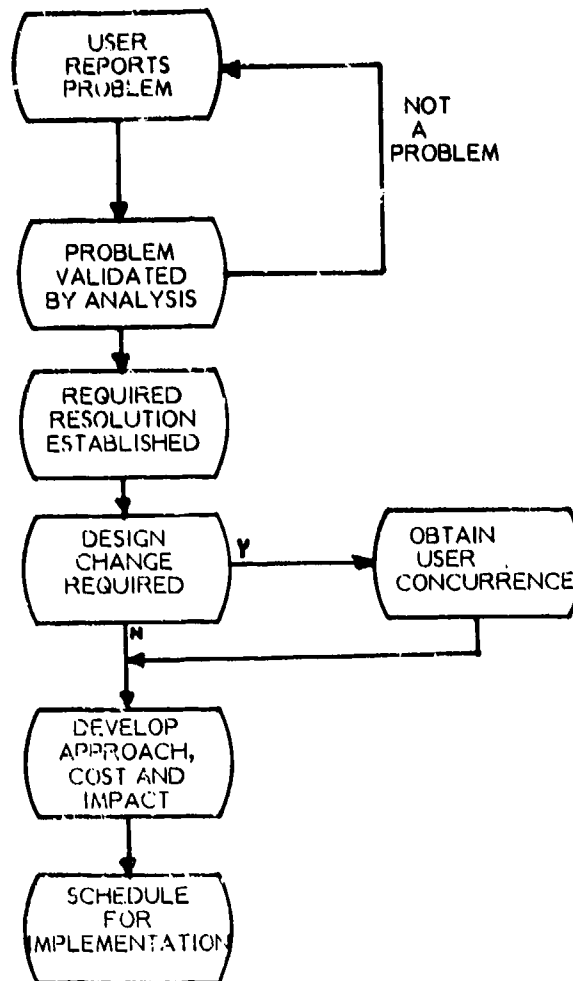 USER
REPORTS
PROBLEM
NOT
A
PROBLEM
PROBLEM
VALIDATED
BY ANALYSIS
REQUIRED
RESOLUTION
ESTABLISHED
DESIGN
CHANGE
REQUIRED
Y
OBTAIN
USER
CONCURRENCE
N
DEVELOP
APPROACH,
COST AND
IMPACT
SCHEDULE
FOR
IMPLEMENTATION